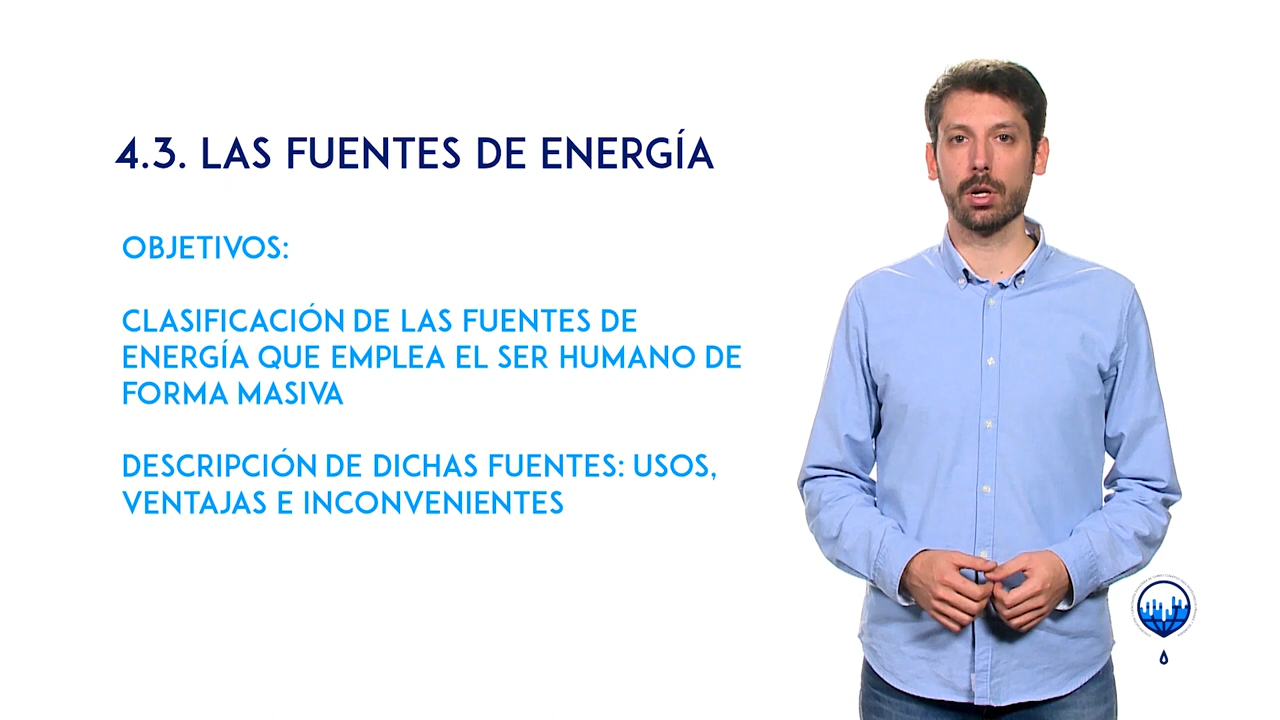 4.3. LAS FUENTES DE ENERGÍA
OBJETIVOS:
CLASIFICACIÓN DE LAS FUENTES DE
ENERGÍA QUE EMPLEA EL SER HUMANO DE
FORMA MASIVA
DESCRIPCIÓN DE DICHAS FUENTES: USOS,
VENTAJAS E INCONVENIENTES